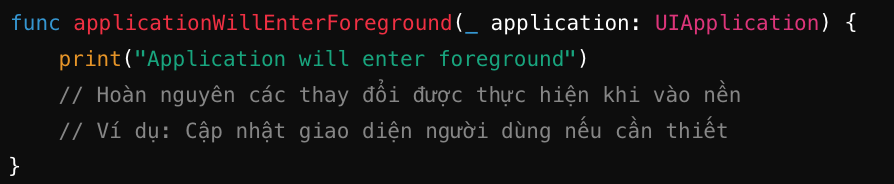 func applicationWillEnterForeground(_ application: UIApplication) {
    print("Application will enter foreground")
    // Hoàn nguyên các thay đổi được thực hiện khi vào nền
    // Ví dụ: Cập nhật giao diện người dùng nếu cần thiết
}